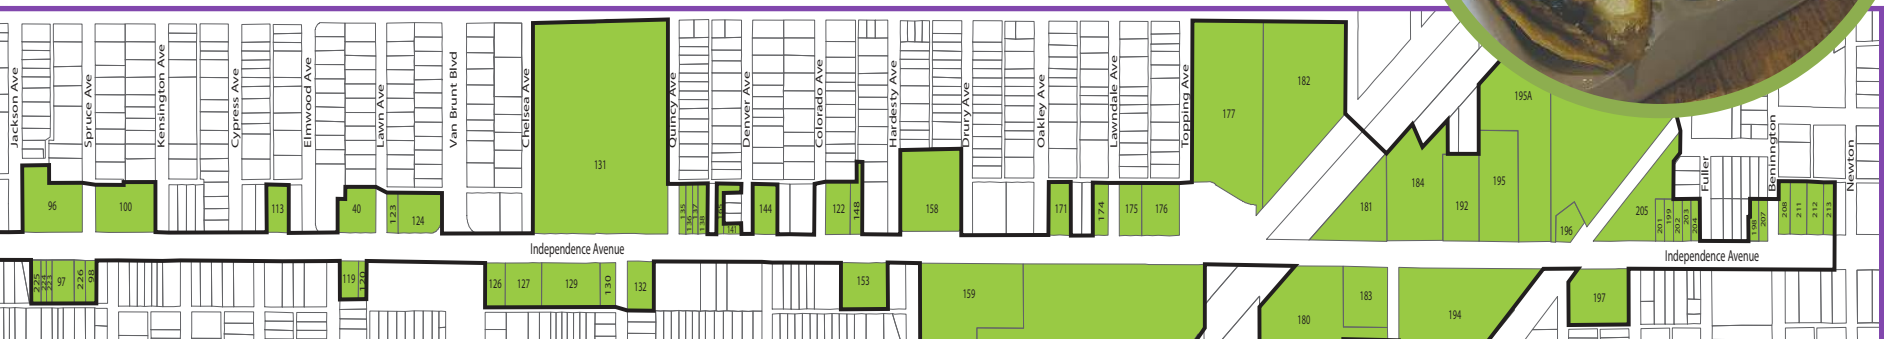 Jackson Ave
Spruce Ave
Kensington Ave
Cypress Ave
Elmwood Ave
Lawn Ave
Van Brunt Blvd
Chelsea Ave
Quincy Ave
Denver Ave
Colorado Ave
Hardesty Ave
Drury Ave
Oakley Ave
Lawndale Ave
Topping Ave
Fuller
Beninngton
Newton
96
100
113
40
123
124
131
135
136
137
138
141
144
122
148
158
171
174
175
176
177
182
181
184
192
195
195A
196
205
201
199
202
203
204
198
207
208
211
212
213
Independence Avenue
Independence Avenue
225
224
223
97
226
98
119
120
126
127
129
130
132
153
159
180
183
194
197